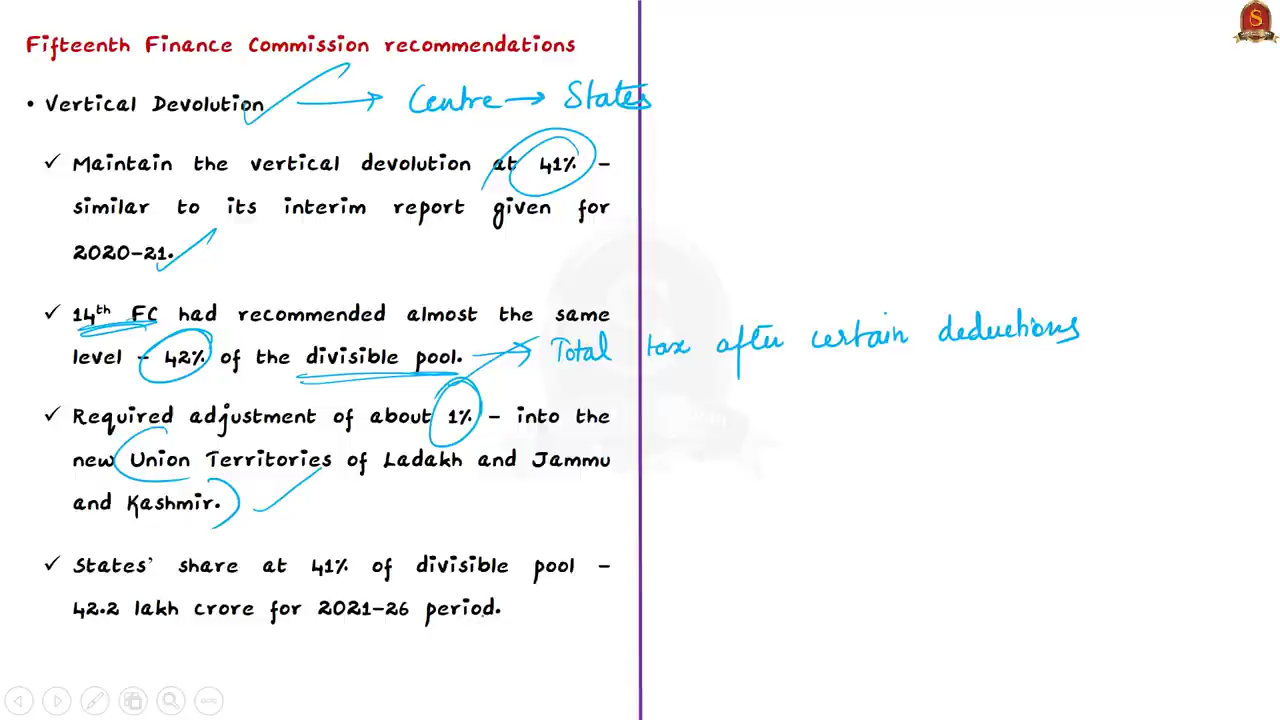 Fifteenth Finance Commission recommendations
• Vertical Devolution → Centre → States
✓ Maintain the vertical devolution at 41% –
similar to its interim report given for
2020-21.
✓ 14th FC had recommended almost the same
level - 42% of the divisible pool. → Total tax after certain deductions
✓ Required adjustment of about 1% – into the
new Union Territories of Ladakh and Jammu
and Kashmir.
✓ States' share at 41% of divisible pool –
42.2 lakh crore for 2021-26 period.